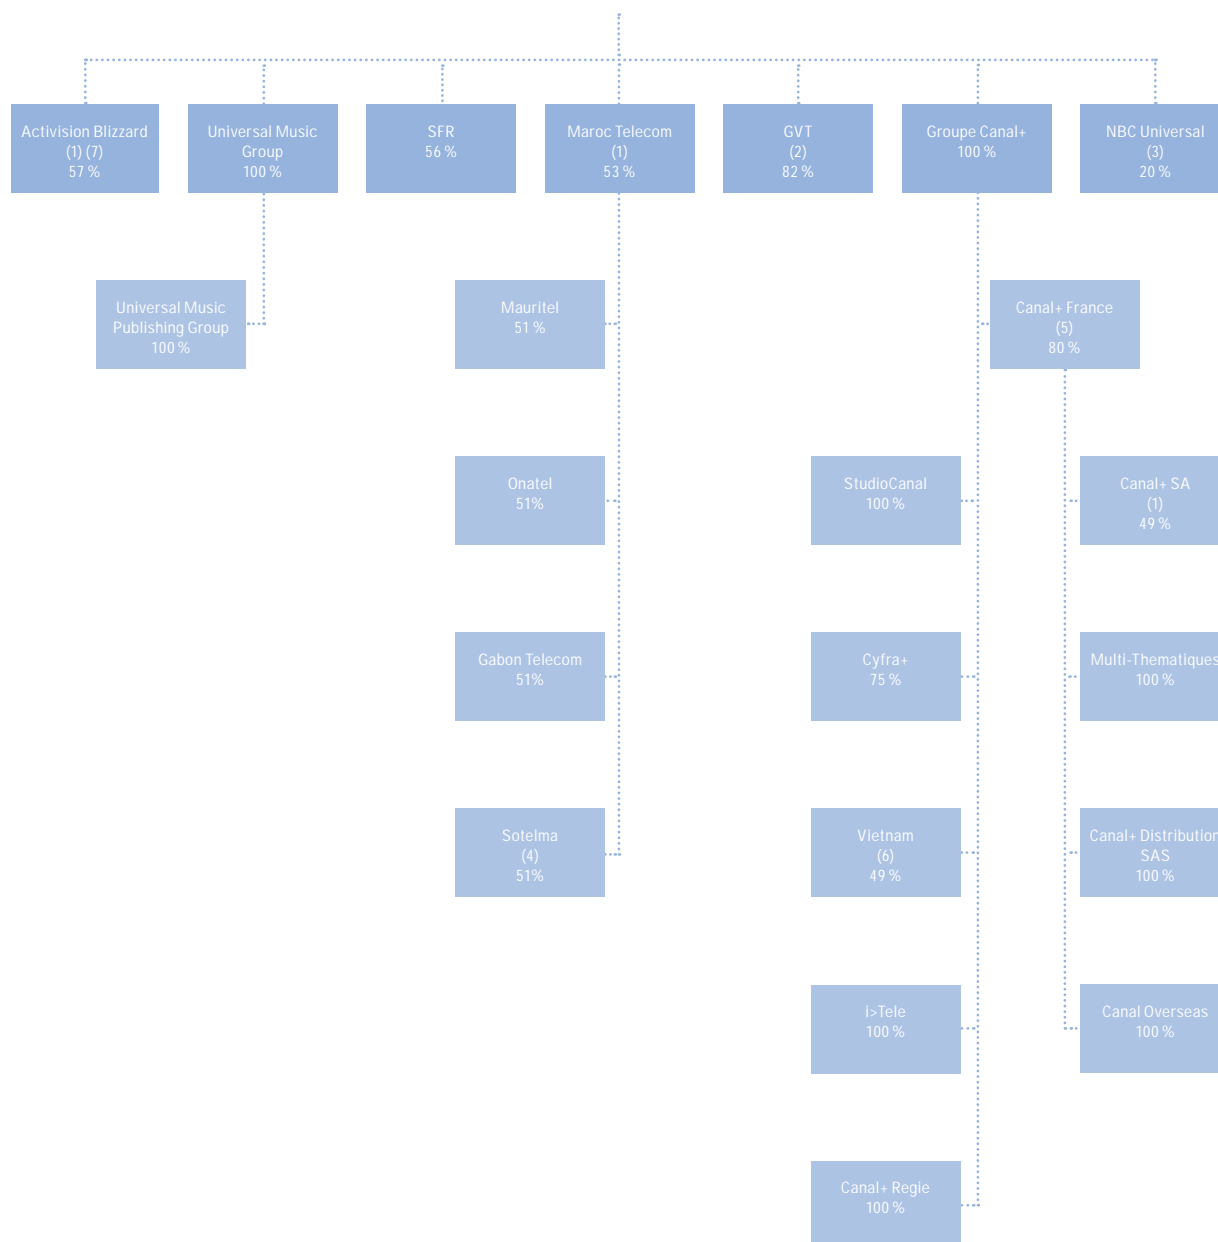 Activision Blizzard
(1) (7)
57 %
Universal Music
Group
100 %
SFR
56 %
Maroc Telecom
(1)
53 %
GVT
(2)
82 %
Groupe Canal+
100 %
NBC Universal
(3)
20 %
Universal Music
Publishing Group
100 %
Mauritel
51 %
Canal+ France
(5)
80 %
Onatel
51%
StudioCanal
100 %
Canal+ SA
(1)
49 %
Gabon Telecom
51%
Cyfra+
75 %
Multi-Thematiques
100 %
Sotelma
(4)
51%
Vietnam
(6)
49 %
Canal+ Distribution
SAS
100 %
i>Tele
100 %
Canal Overseas
100 %
Canal+ Regie
100 %